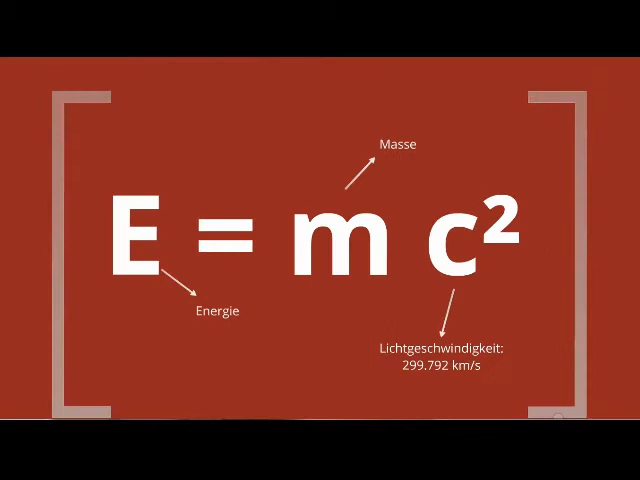 Masse
E = m c²
Energie
Lichtgeschwindigkeit:
299.792 km/s